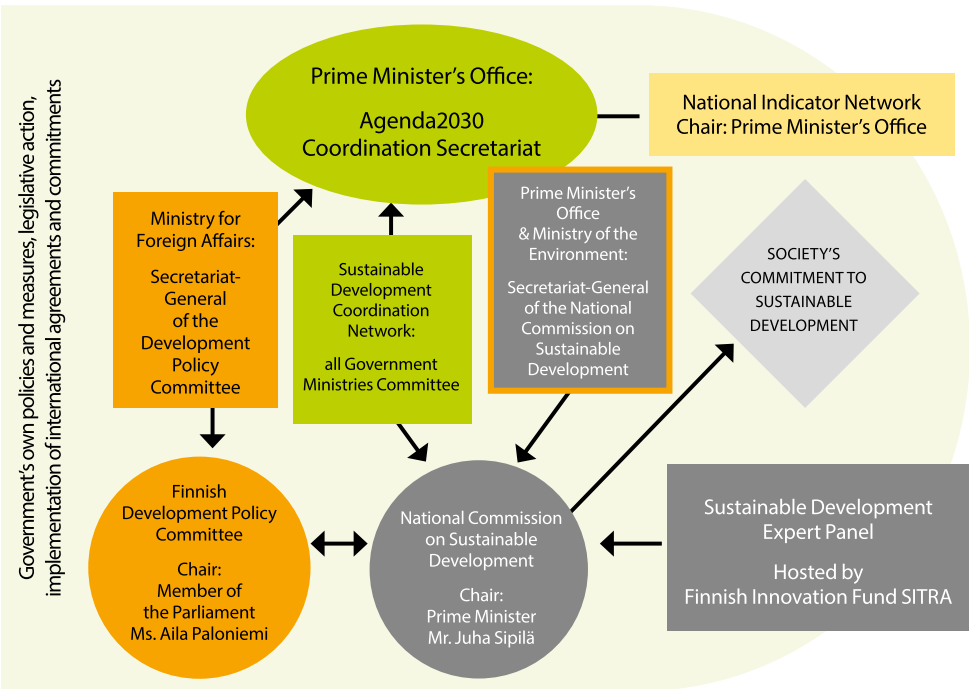 Government's own policies and measures, legislative action,
implementation of international agreements and commitments
Prime Minister's Office:
Agenda2030
Coordination Secretariat
National Indicator Network
Chair: Prime Minister's Office
Ministry for
Foreign Affairs:
Secretariat-
General
of the
Development
Policy
Committee
Sustainable
Development
Coordination
Network:
all Government
Ministries Committee
Prime Minister's
Office
& Ministry of the
Environment:
Secretariat-General
of the National
Commission on
Sustainable
Development
SOCIETY'S
COMMITMENT TO
SUSTAINABLE
DEVELOPMENT
Finnish
Development Policy
Committee
Chair:
Member of
the Parliament
Ms. Aila Paloniemi
National Commission
on Sustainable
Development
Chair:
Prime Minister
Mr. Juha Sipilä
Sustainable Development
Expert Panel
Hosted by
Finnish Innovation Fund SITRA